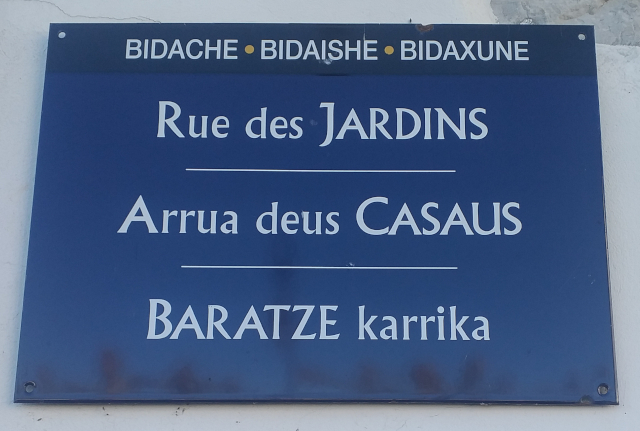 BIDACHE • BIDAISHE • BIDAXUNE
Rue des JARDINS
Arrua deus CASAUS
BARATZE karrika